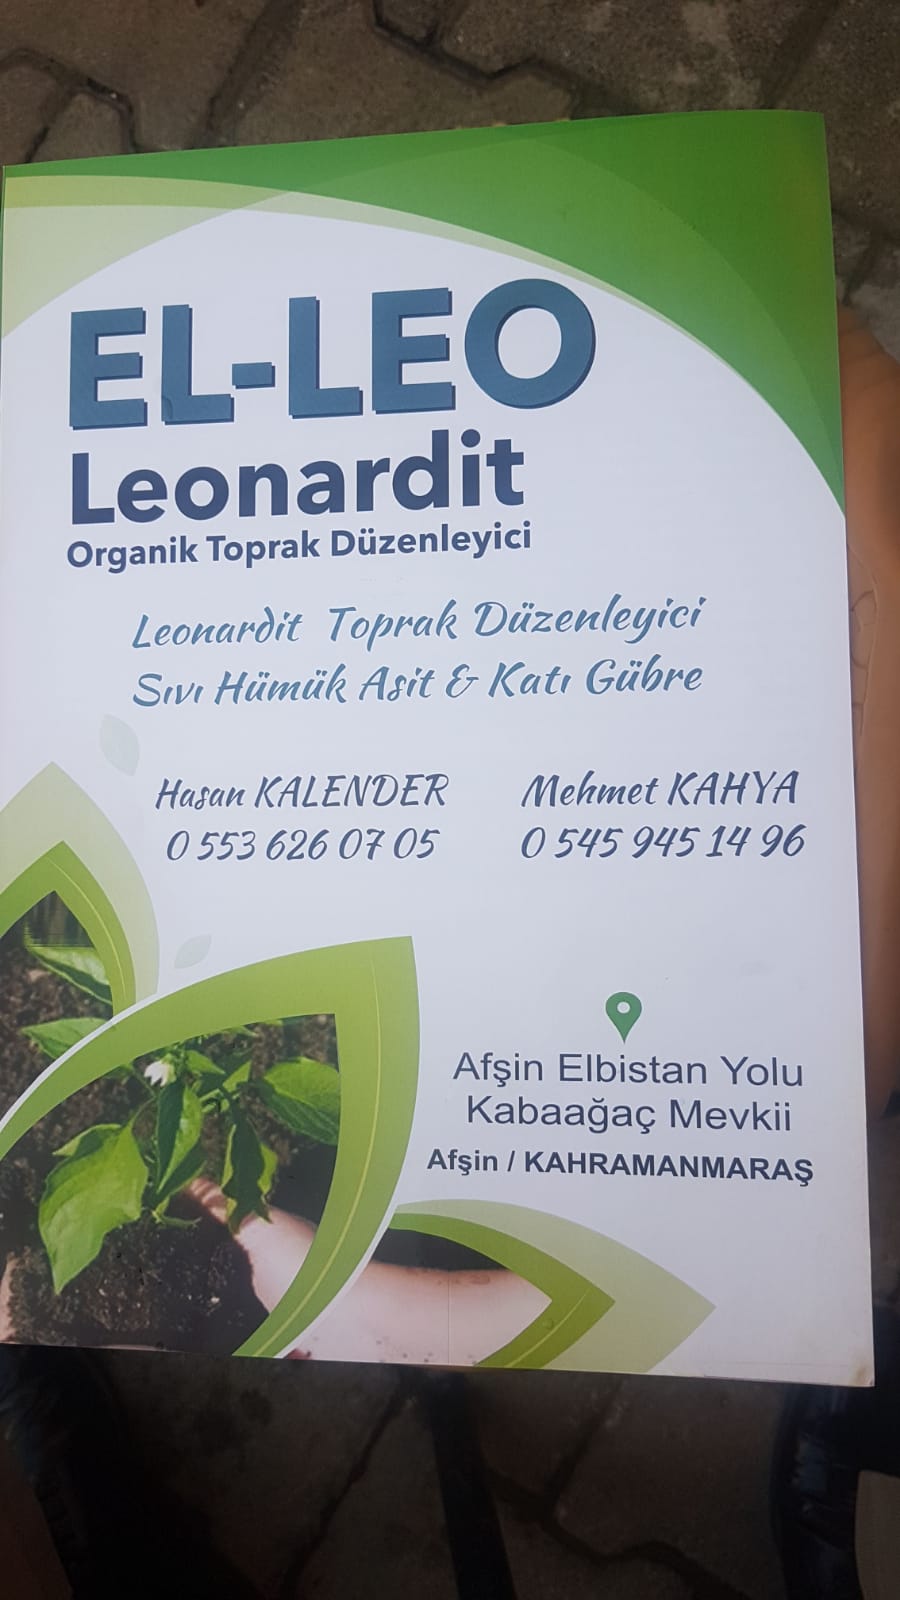 EL-LEO
Leonardit
Organik Toprak Düzenleyici
Leonardit Toprak Düzenleyici
Sıvı Hümük Asit & Katı Gübre
Hasan KALENDER
0 553 626 07 05
Mehmet KAHYA
0 545 945 14 96
Afşin Elbistan Yolu
Kabaağaç Mevkii
Afşin / KAHRAMANMARAŞ